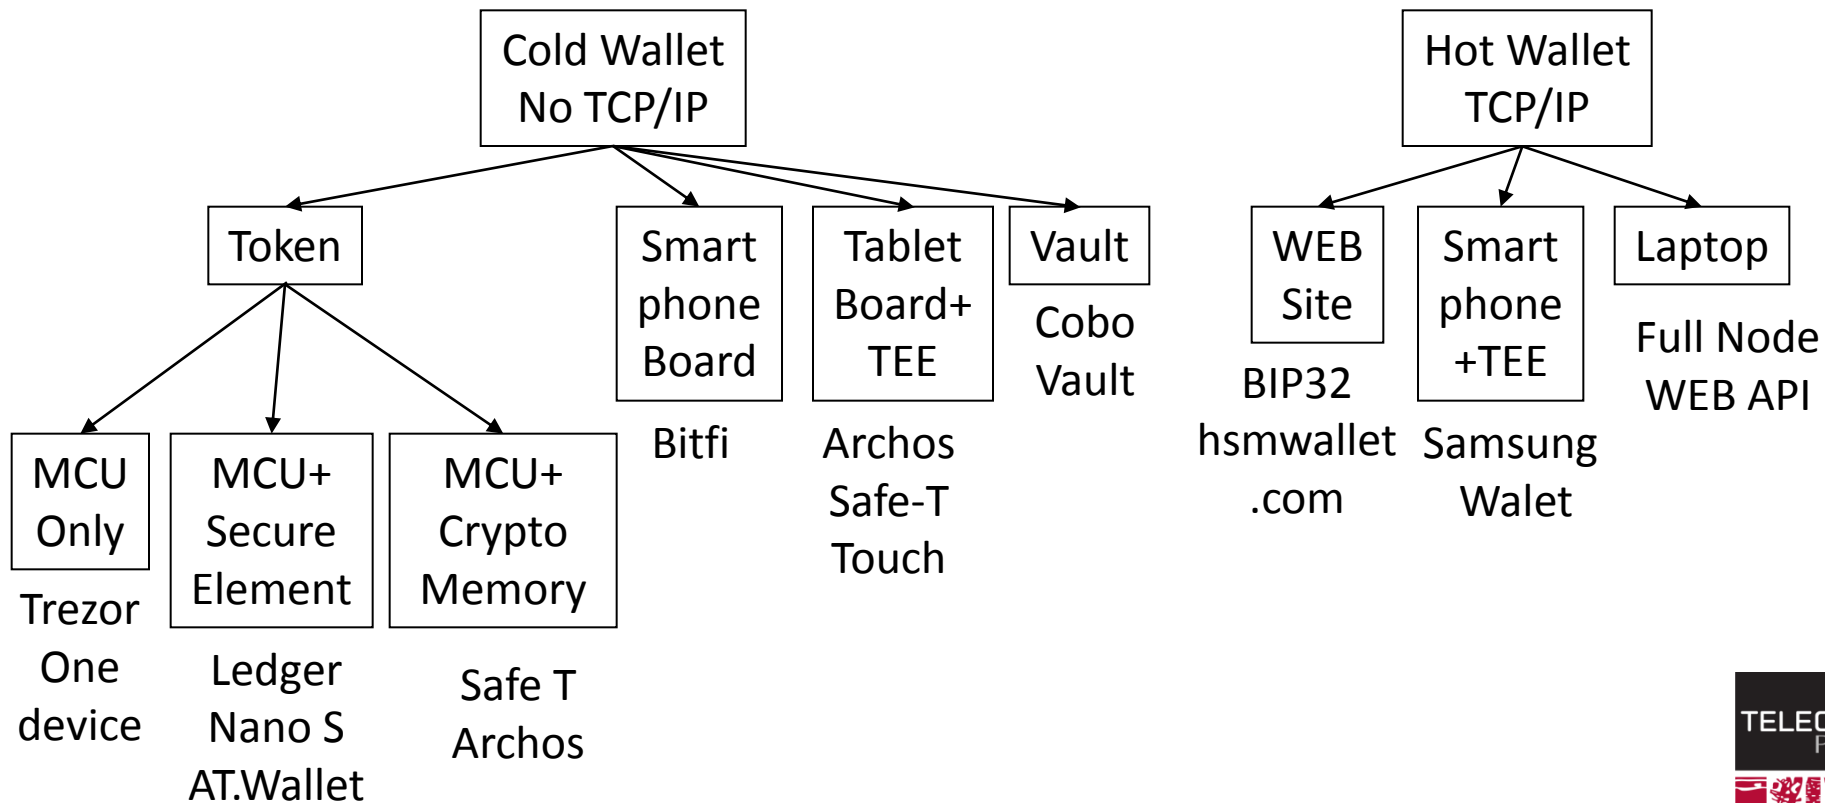 Cold Wallet
No TCP/IP
Hot Wallet
TCP/IP
Token
Smart
phone
Board
Tablet
Board+
TEE
Vault
Cobo
Vault
WEB
Site
Smart
phone
+TEE
Laptop
Full Node
WEB API
Bitfi
Archos
Safe-T
Touch
BIP32
hsmwallet
.com
Samsung
Walet
MCU
Only
MCU+
Secure
Element
MCU+
Crypto
Memory
Trezor
One
device
Ledger
Nano S
AT.Wallet
Safe T
Archos